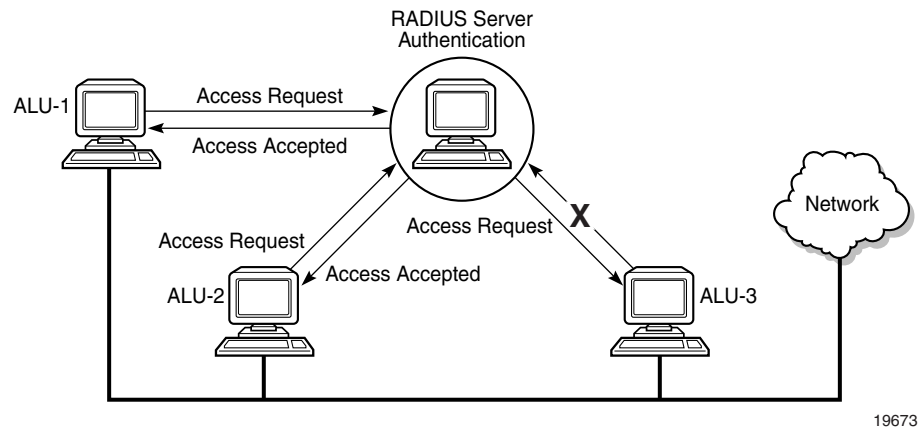 RADIUS Server
Authentication
ALU-1
Access Request
Access Accepted
Access Request
X
Network
Access Request
Access Accepted
ALU-2
ALU-3
19673